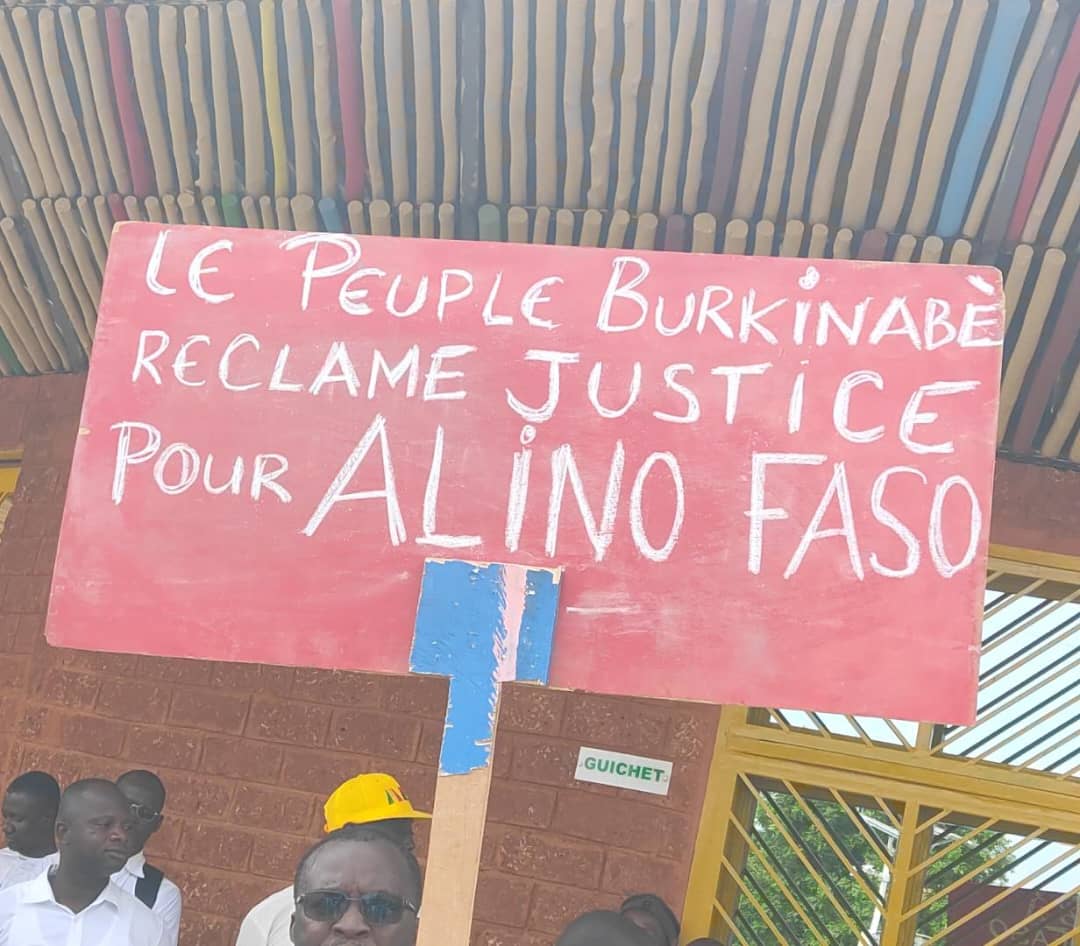 LE PEUPLE BURKINABÈ
RECLAME JUSTICE
POUR ALINO FASO
GUICHET